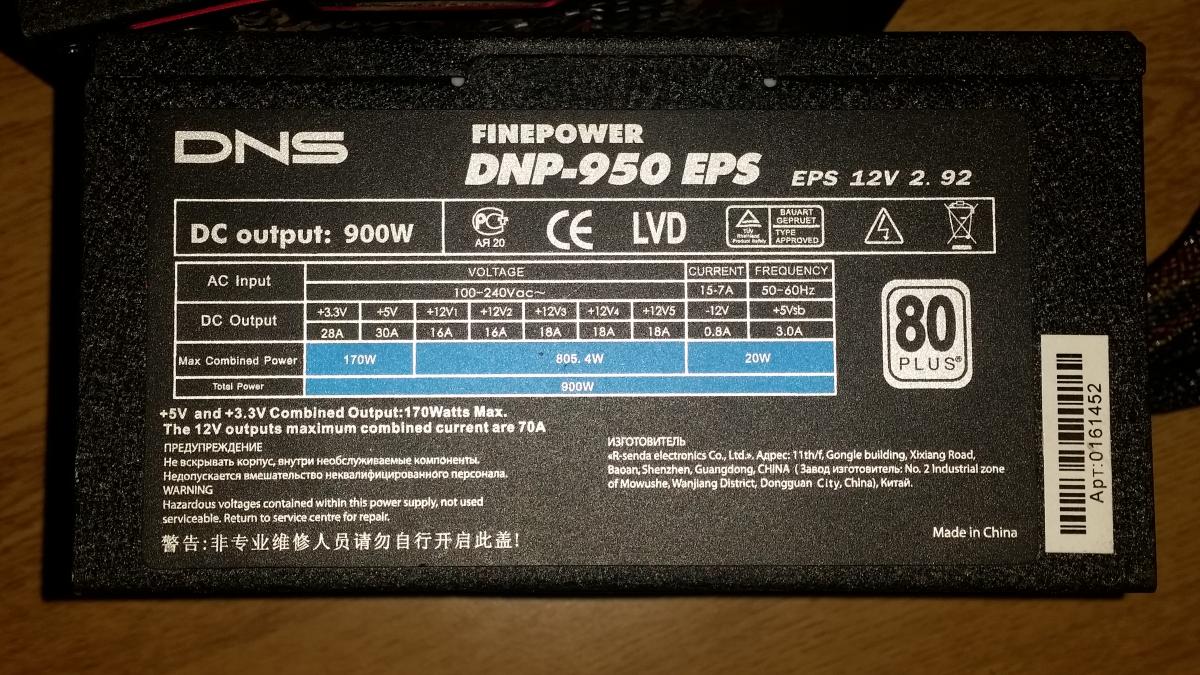 DNS
FINEPOWER
DNP-950 EPS EPS 12V 2.92
DC output: 900W
РСТ
АЯ 20
CE
LVD
TÜV
Rheinland
Product Safety
BAUART
GEPRUET
TYPE
APPROVED
AC Input VOLTAGE CURRENT FREQUENCY
100-240Vac~ 15-7A 50-60Hz
DC Output +3.3V +5V +12V1 +12V2 +12V3 +12V4 +12V5 -12V +5Vsb
28A 30A 16A 16A 18A 18A 18A 0.8A 3.0A
Max Combined Power 170W 805.4W 20W
Total Power 900W
80
PLUS®
+5V and +3.3V Combined Output:170Watts Max.
The 12V outputs maximum combined current are 70A
ПРЕДУПРЕЖДЕНИЕ
Не вскрывать корпус, внутри необслуживаемые компоненты.
Недопускается вмешательство неквалифицированного персонала.
WARNING
Hazardous voltages contained within this power supply, not used
serviceable. Return to service centre for repair.
警告:非专业维修人员请勿自行开启此盖!
ИЗГОТОВИТЕЛЬ
«R-senda electronics Co., Ltd.». Адрес: 11th/f, Gongle building, Xixiang Road,
Baoan, Shenzhen, Guangdong, CHINA (Завод изготовитель: No. 2 Industrial zone
of Mowushe, Wanjiang District, Dongguan City, China), Китай.
Made in China
Арт:0161452